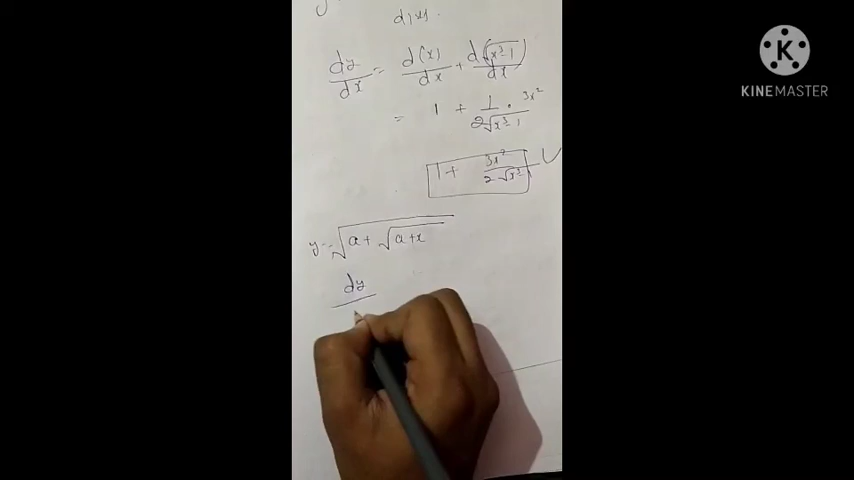 dy/dx = d(x)/dx + d(√x³-1)/dx
= 1 + 1/2√x³-1 · 3x²
1 + 3x²/2√x³-1
y = √a+ √a+x
dy
K
KINEMASTER